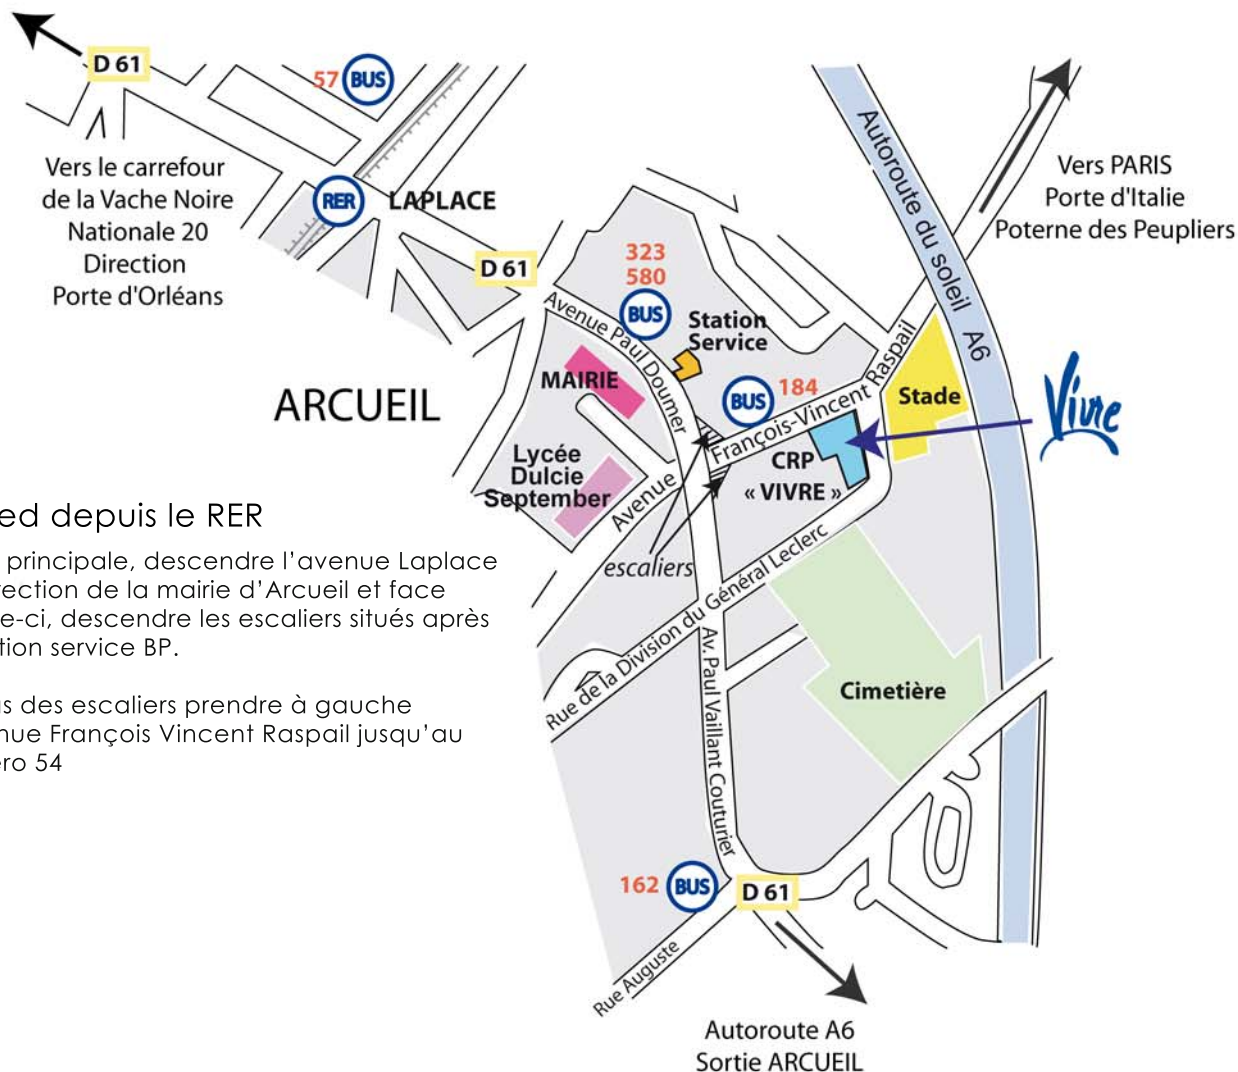 D 61
57 BUS
Vers le carrefour
de la Vache Noire
Nationale 20
Direction
Porte d'Orléans
RER LAPLACE
D 61
323
580
BUS
Station
Service
Avenue Paul Doumer
MAIRIE
ARCUEIL
BUS 184
Autoroute du soleil A6
Vers PARIS
Porte d'Italie
Poterne des Peupliers
Stade
Vivre
Avenue François-Vincent Raspail
CRP
« VIVRE »
Lycée
Dulcie
September
escaliers
ed depuis le RER
principale, descendre l'avenue Laplace
rection de la mairie d'Arcueil et face
e-ci, descendre les escaliers situés après
tion service BP.
s des escaliers prendre à gauche
nue François Vincent Raspail jusqu'au
ro 54
Rue de la Division du Général Leclerc
Av. Paul Vaillant Couturier
Cimetière
162 BUS
D 61
Rue Auguste
Autoroute A6
Sortie ARCUEIL